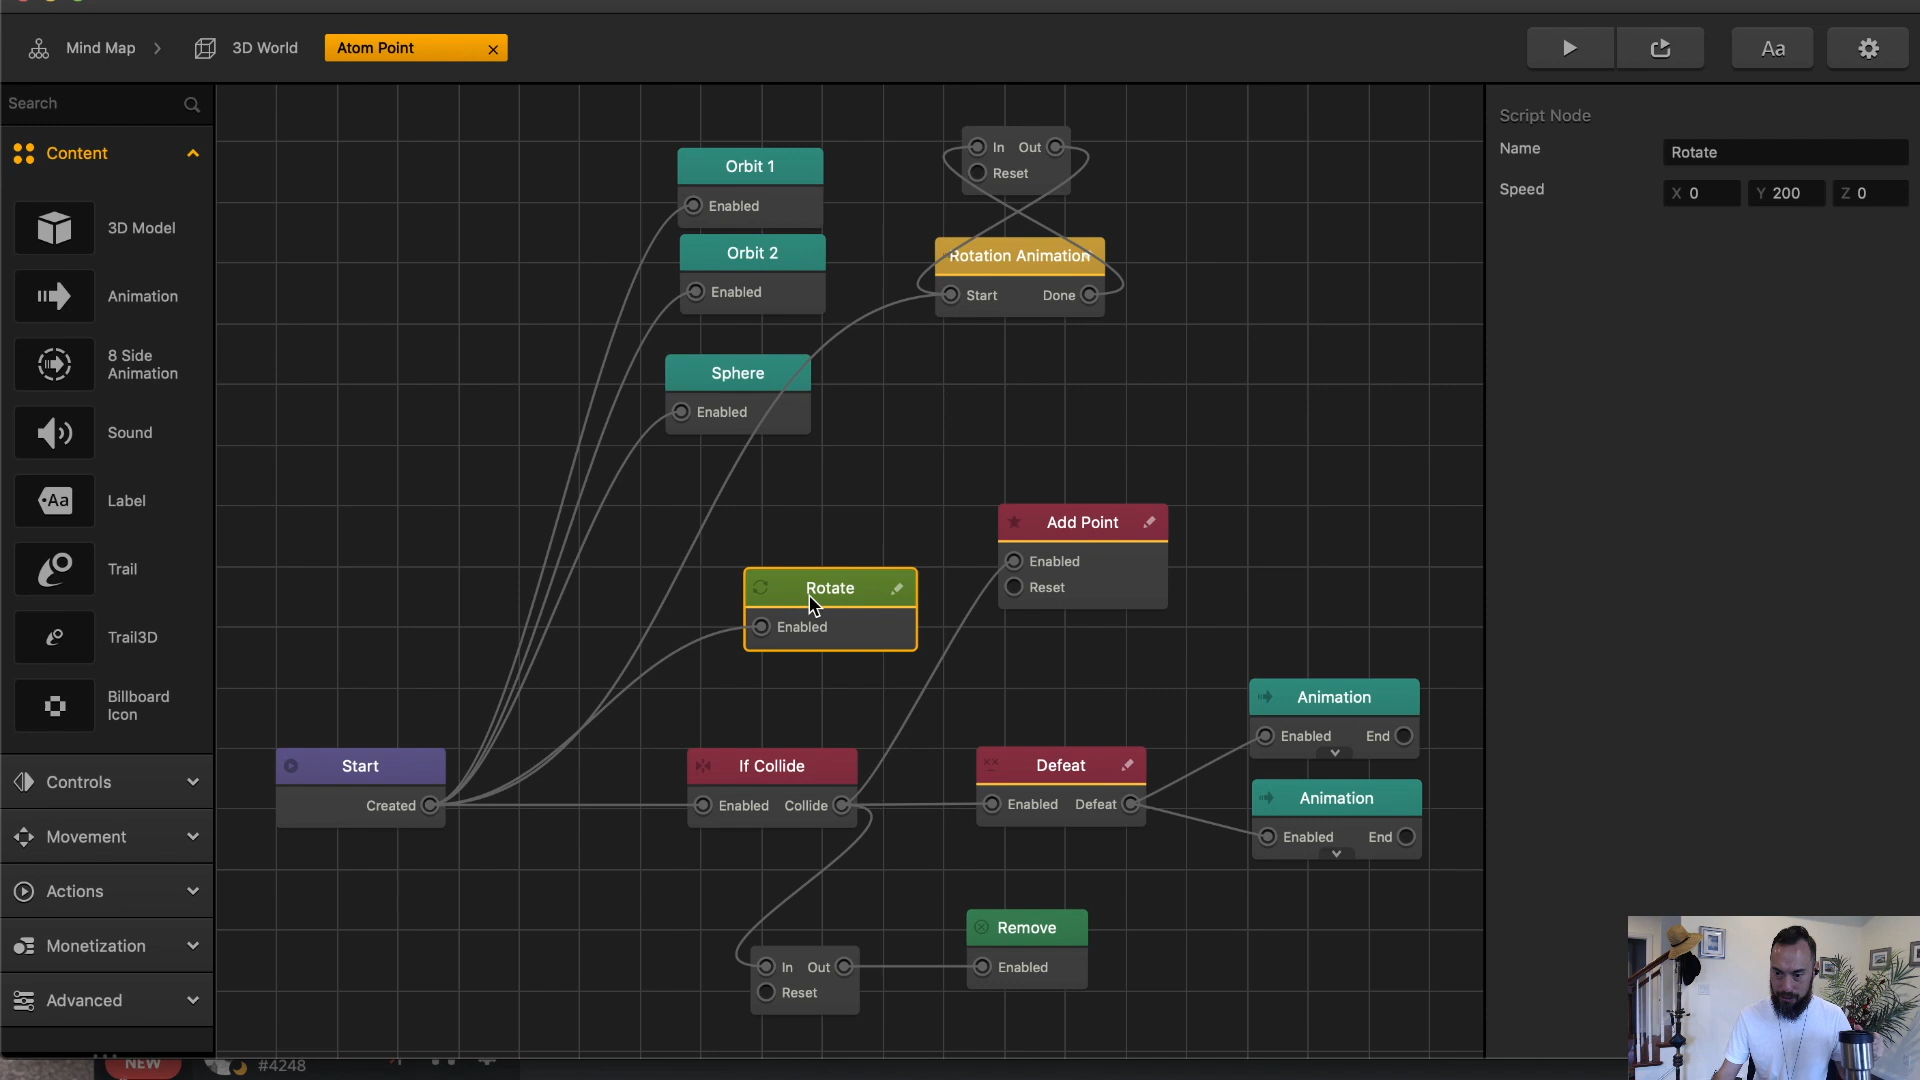 Mind Map
3D World
Atom Point
Aa
Search
Content
3D Model
Animation
8 Side
Animation
Sound
Aa
Label
Trail
Trail3D
Billboard
Icon
Controls
Movement
Actions
Monetization
Advanced
Orbit 1
Enabled
Orbit 2
Enabled
Sphere
Enabled
In Out
Reset
Rotation Animation
Start Done
Add Point
Enabled
Reset
Rotate
Enabled
Start
Created
If Collide
Enabled Collide
Defeat
Enabled Defeat
Animation
Enabled End
Animation
Enabled End
In Out
Reset
Remove
Enabled
Script Node
Name Rotate
Speed X 0 Y 200 Z 0
NEW
#4248